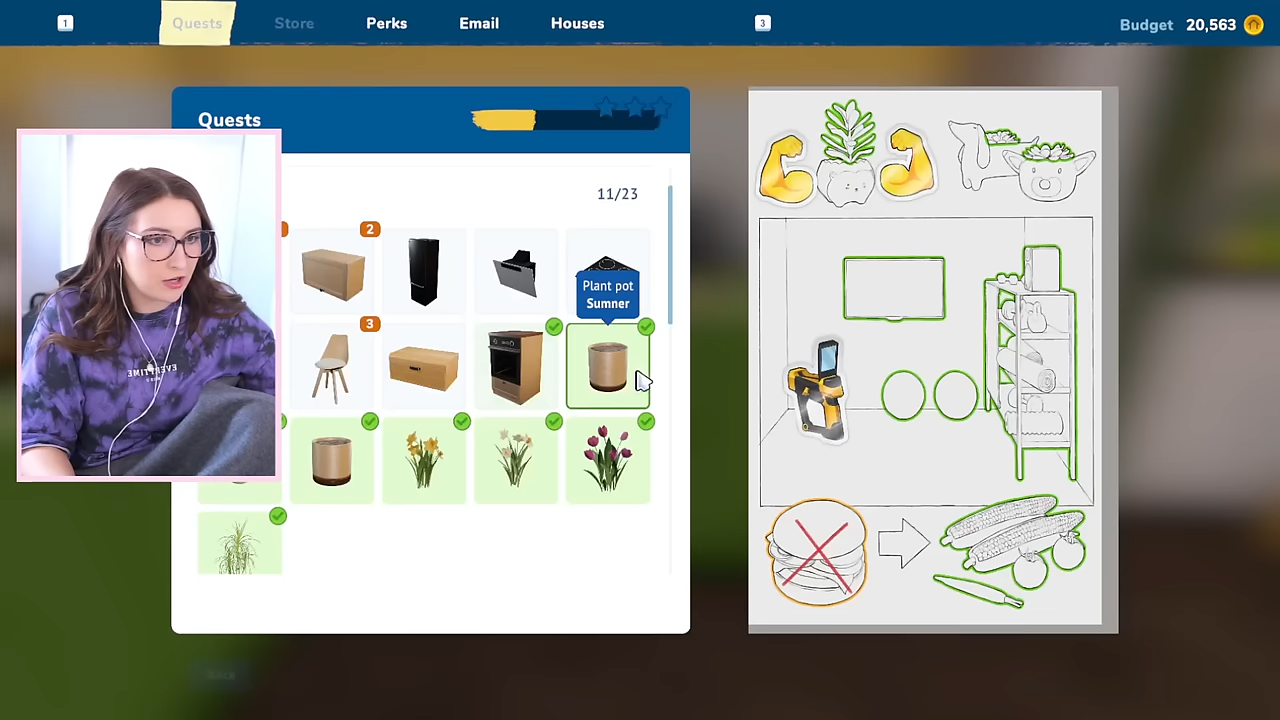 1
Quests
Store
Perks
Email
Houses
3
Budget 20,563
Quests
11/23
2
Plant pot
Sumner
3